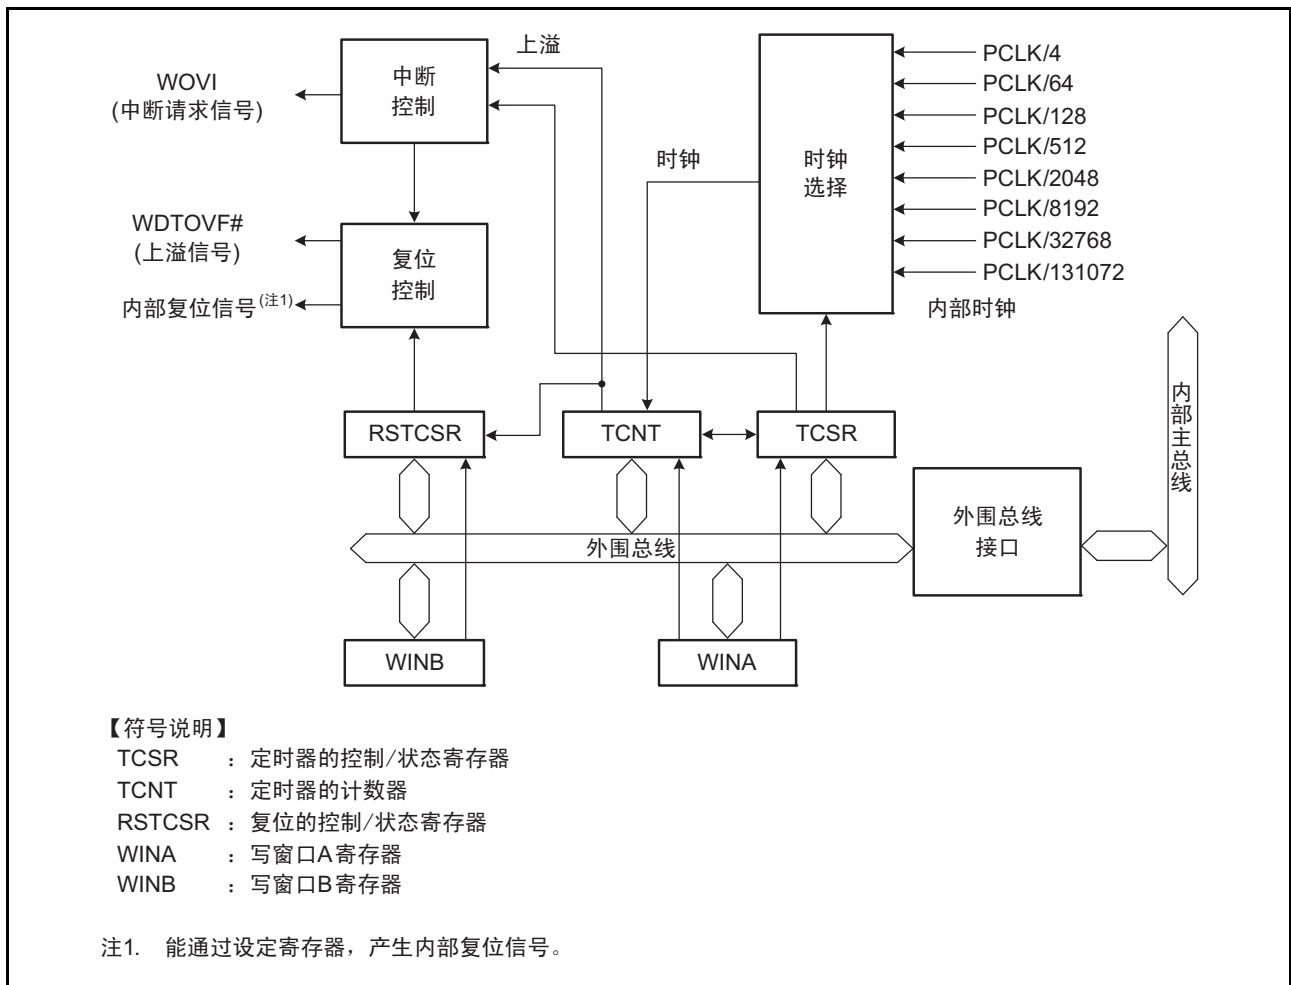 上溢
中断
控制
WOVI
(中断请求信号)
时钟
时钟
选择
PCLK/4
PCLK/64
PCLK/128
PCLK/512
PCLK/2048
PCLK/8192
PCLK/32768
PCLK/131072
内部时钟
WDTOVF#
(上溢信号)
复位
控制
内部复位信号(注1)
RSTCSR
TCNT
TCSR
内部主总线
外围总线
外围总线
接口
WINB
WINA
【符号说明】
TCSR : 定时器的控制/状态寄存器
TCNT : 定时器的计数器
RSTCSR : 复位的控制/状态寄存器
WINA : 写窗口A寄存器
WINB : 写窗口B寄存器
注1. 能通过设定寄存器，产生内部复位信号。